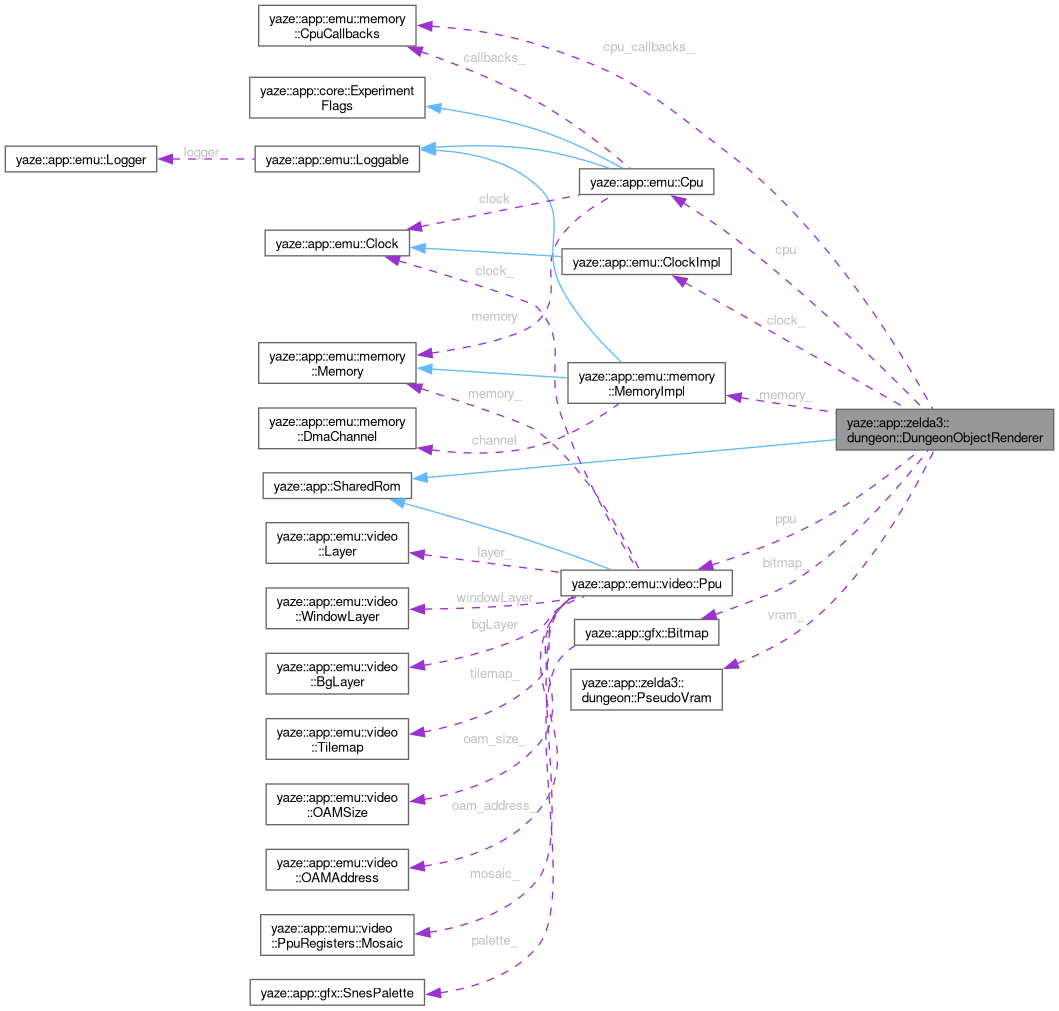 yaze::app::emu::memory
::CpuCallbacks
cpu_callbacks_
callbacks_
yaze::app::core::Experiment
Flags
yaze::app::emu::Logger
logger
yaze::app::emu::Loggable
yaze::app::emu::Cpu
clock
cpu
yaze::app::emu::Clock
yaze::app::emu::ClockImpl
clock_
memory
clock_
yaze::app::emu::memory
::Memory
yaze::app::emu::memory
::MemoryImpl
memory_
memory_
yaze::app::emu::memory
::DmaChannel
channel
yaze::app::zelda3::
dungeon::DungeonObjectRenderer
yaze::app::SharedRom
ppu
yaze::app::emu::video
::Layer
layer_
bitmap_
yaze::app::emu::video::Ppu
yaze::app::emu::video
::WindowLayer
windowLayer
vram_
bgLayer
yaze::app::gfx::Bitmap
yaze::app::emu::video
::BgLayer
tilemap_
yaze::app::zelda3::
dungeon::PseudoVram
yaze::app::emu::video
::Tilemap
oam_size_
yaze::app::emu::video
::OAMSize
oam_address_
yaze::app::emu::video
::OAMAddress
mosaic_
yaze::app::emu::video
::PpuRegisters::Mosaic
palette_
yaze::app::gfx::SnesPalette